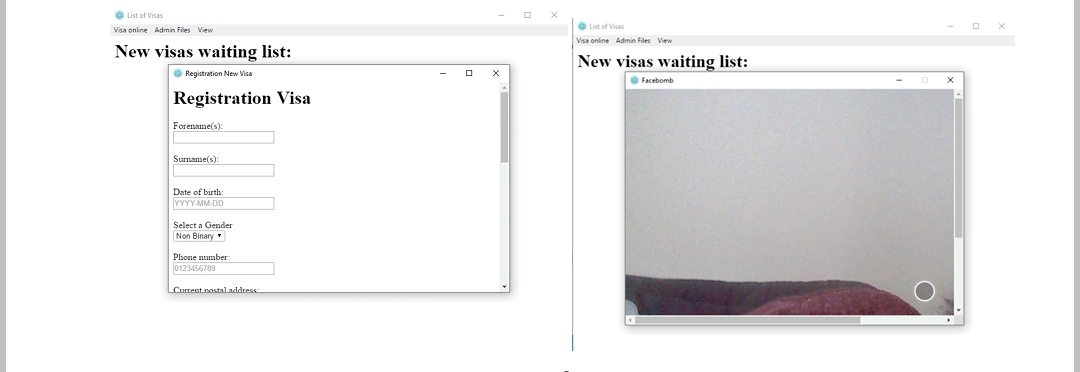 List of Visas
Visa online Admin Files View
New visas waiting list:
Registration New Visa
Registration Visa
Forename(s):
Surname(s):
Date of birth:
YYYY-MM-DD
Select a Gender
Non Binary
Phone number:
0123456789
Current postal address:
List of Visas
Visa online Admin Files View
New visas waiting list:
Facebomb